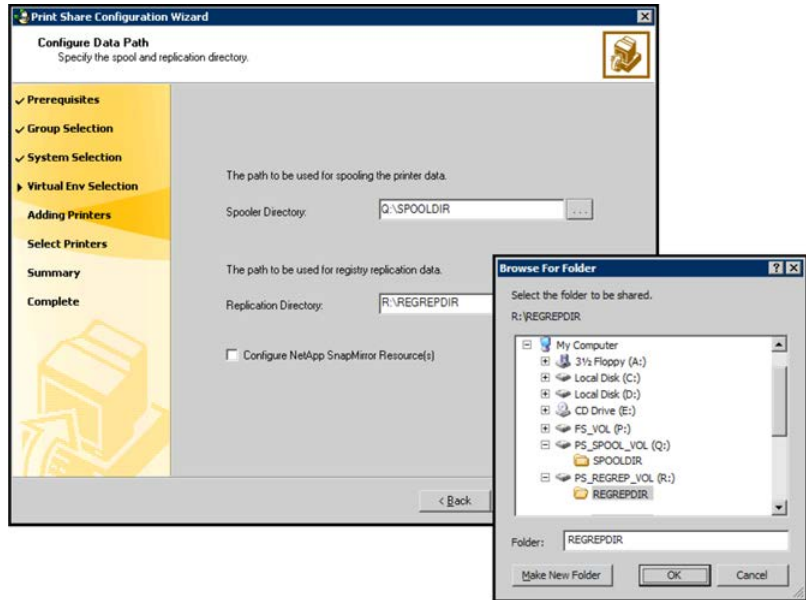 Print Share Configuration Wizard
Configure Data Path
Specify the spool and replication directory.
Prerequisites
Group Selection
System Selection
Virtual Env Selection
Adding Printers
Select Printers
Summary
Complete
The path to be used for spooling the printer data.
Spooler Directory: Q:\SPOOLDIR ...
The path to be used for registry replication data.
Replication Directory: R:\REGREPDIR
Configure NetApp SnapMirror Resource(s)
< Back
Browse For Folder
Select the folder to be shared.
R:\REGREPDIR
My Computer
3½ Floppy (A:)
Local Disk (C:)
Local Disk (D:)
CD Drive (E:)
FS_VOL (P:)
PS_SPOOL_VOL (Q:)
SPOOLDIR
PS_REGREP_VOL (R:)
REGREPDIR
Folder: REGREPDIR
Make New Folder OK Cancel